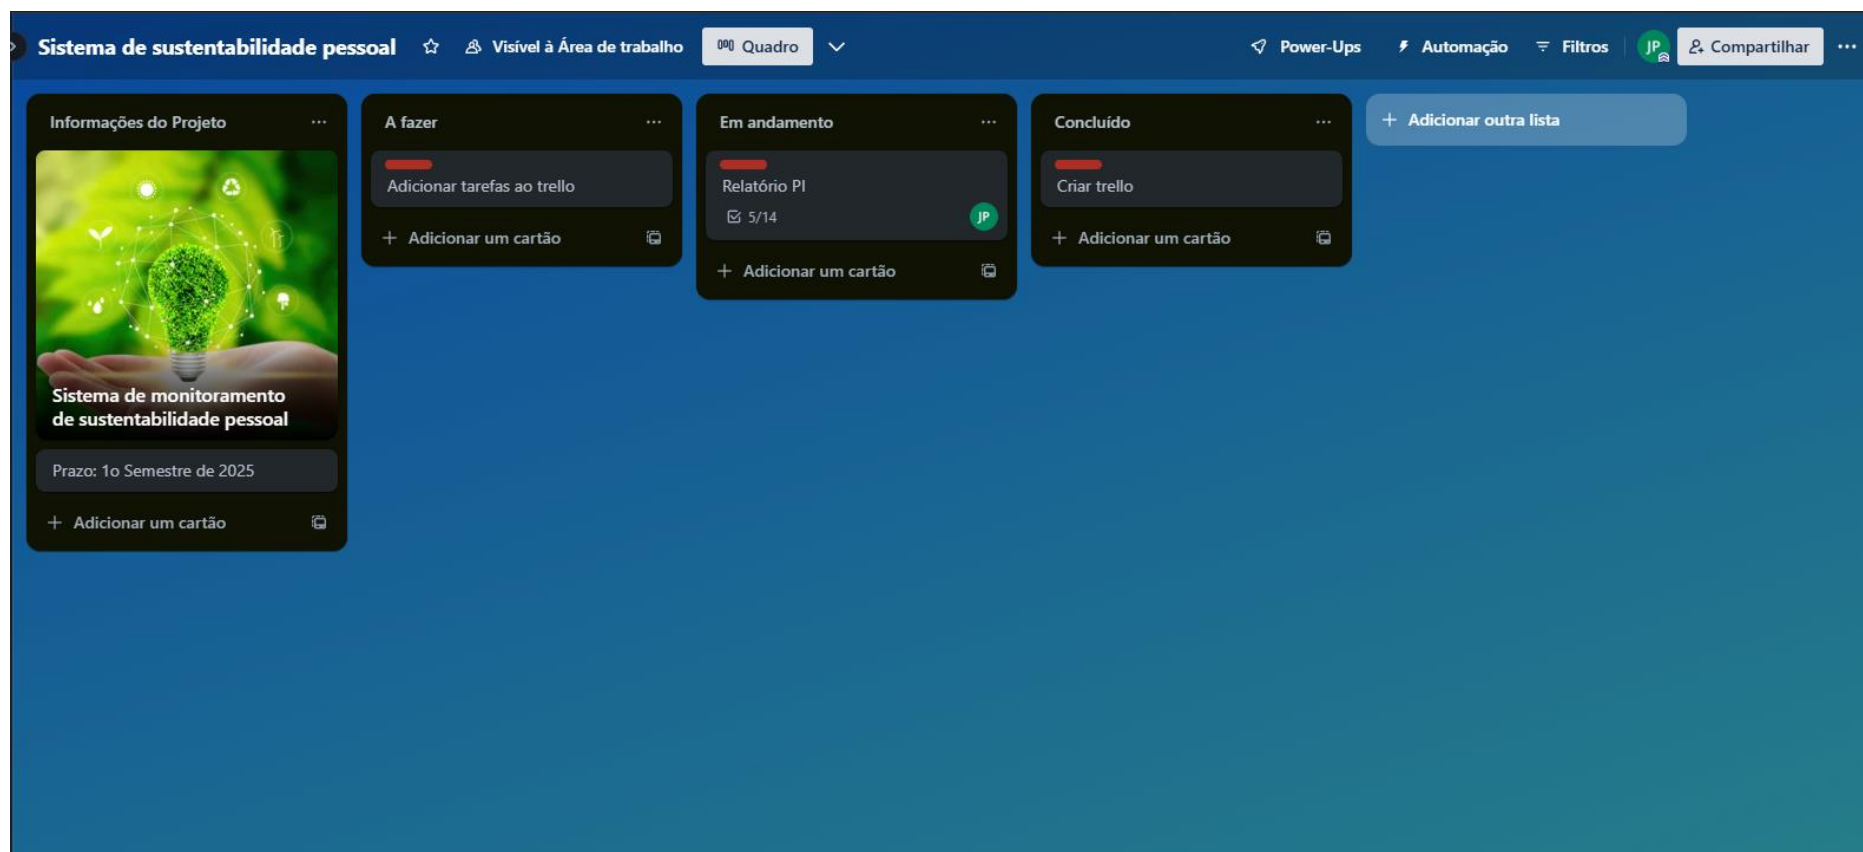 Sistema de sustentabilidade pessoal
Visível à Área de trabalho
Quadro
Power-Ups
Automação
Filtros
JP
Compartilhar
Informações do Projeto
Sistema de monitoramento
de sustentabilidade pessoal
Prazo: 1o Semestre de 2025
+ Adicionar um cartão
A fazer
Adicionar tarefas ao trello
+ Adicionar um cartão
Em andamento
Relatório PI
5/14
JP
+ Adicionar um cartão
Concluído
Criar trello
+ Adicionar um cartão
+ Adicionar outra lista